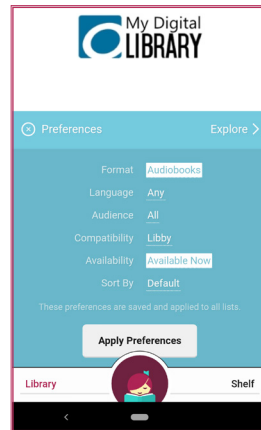 My Digital
LIBRARY
Preferences Explore
Format Audiobooks
Language Any
Audience All
Compatibility Libby
Availability Available Now
Sort By Default
These preferences are saved and applied to all lists.
Apply Preferences
Library Shelf